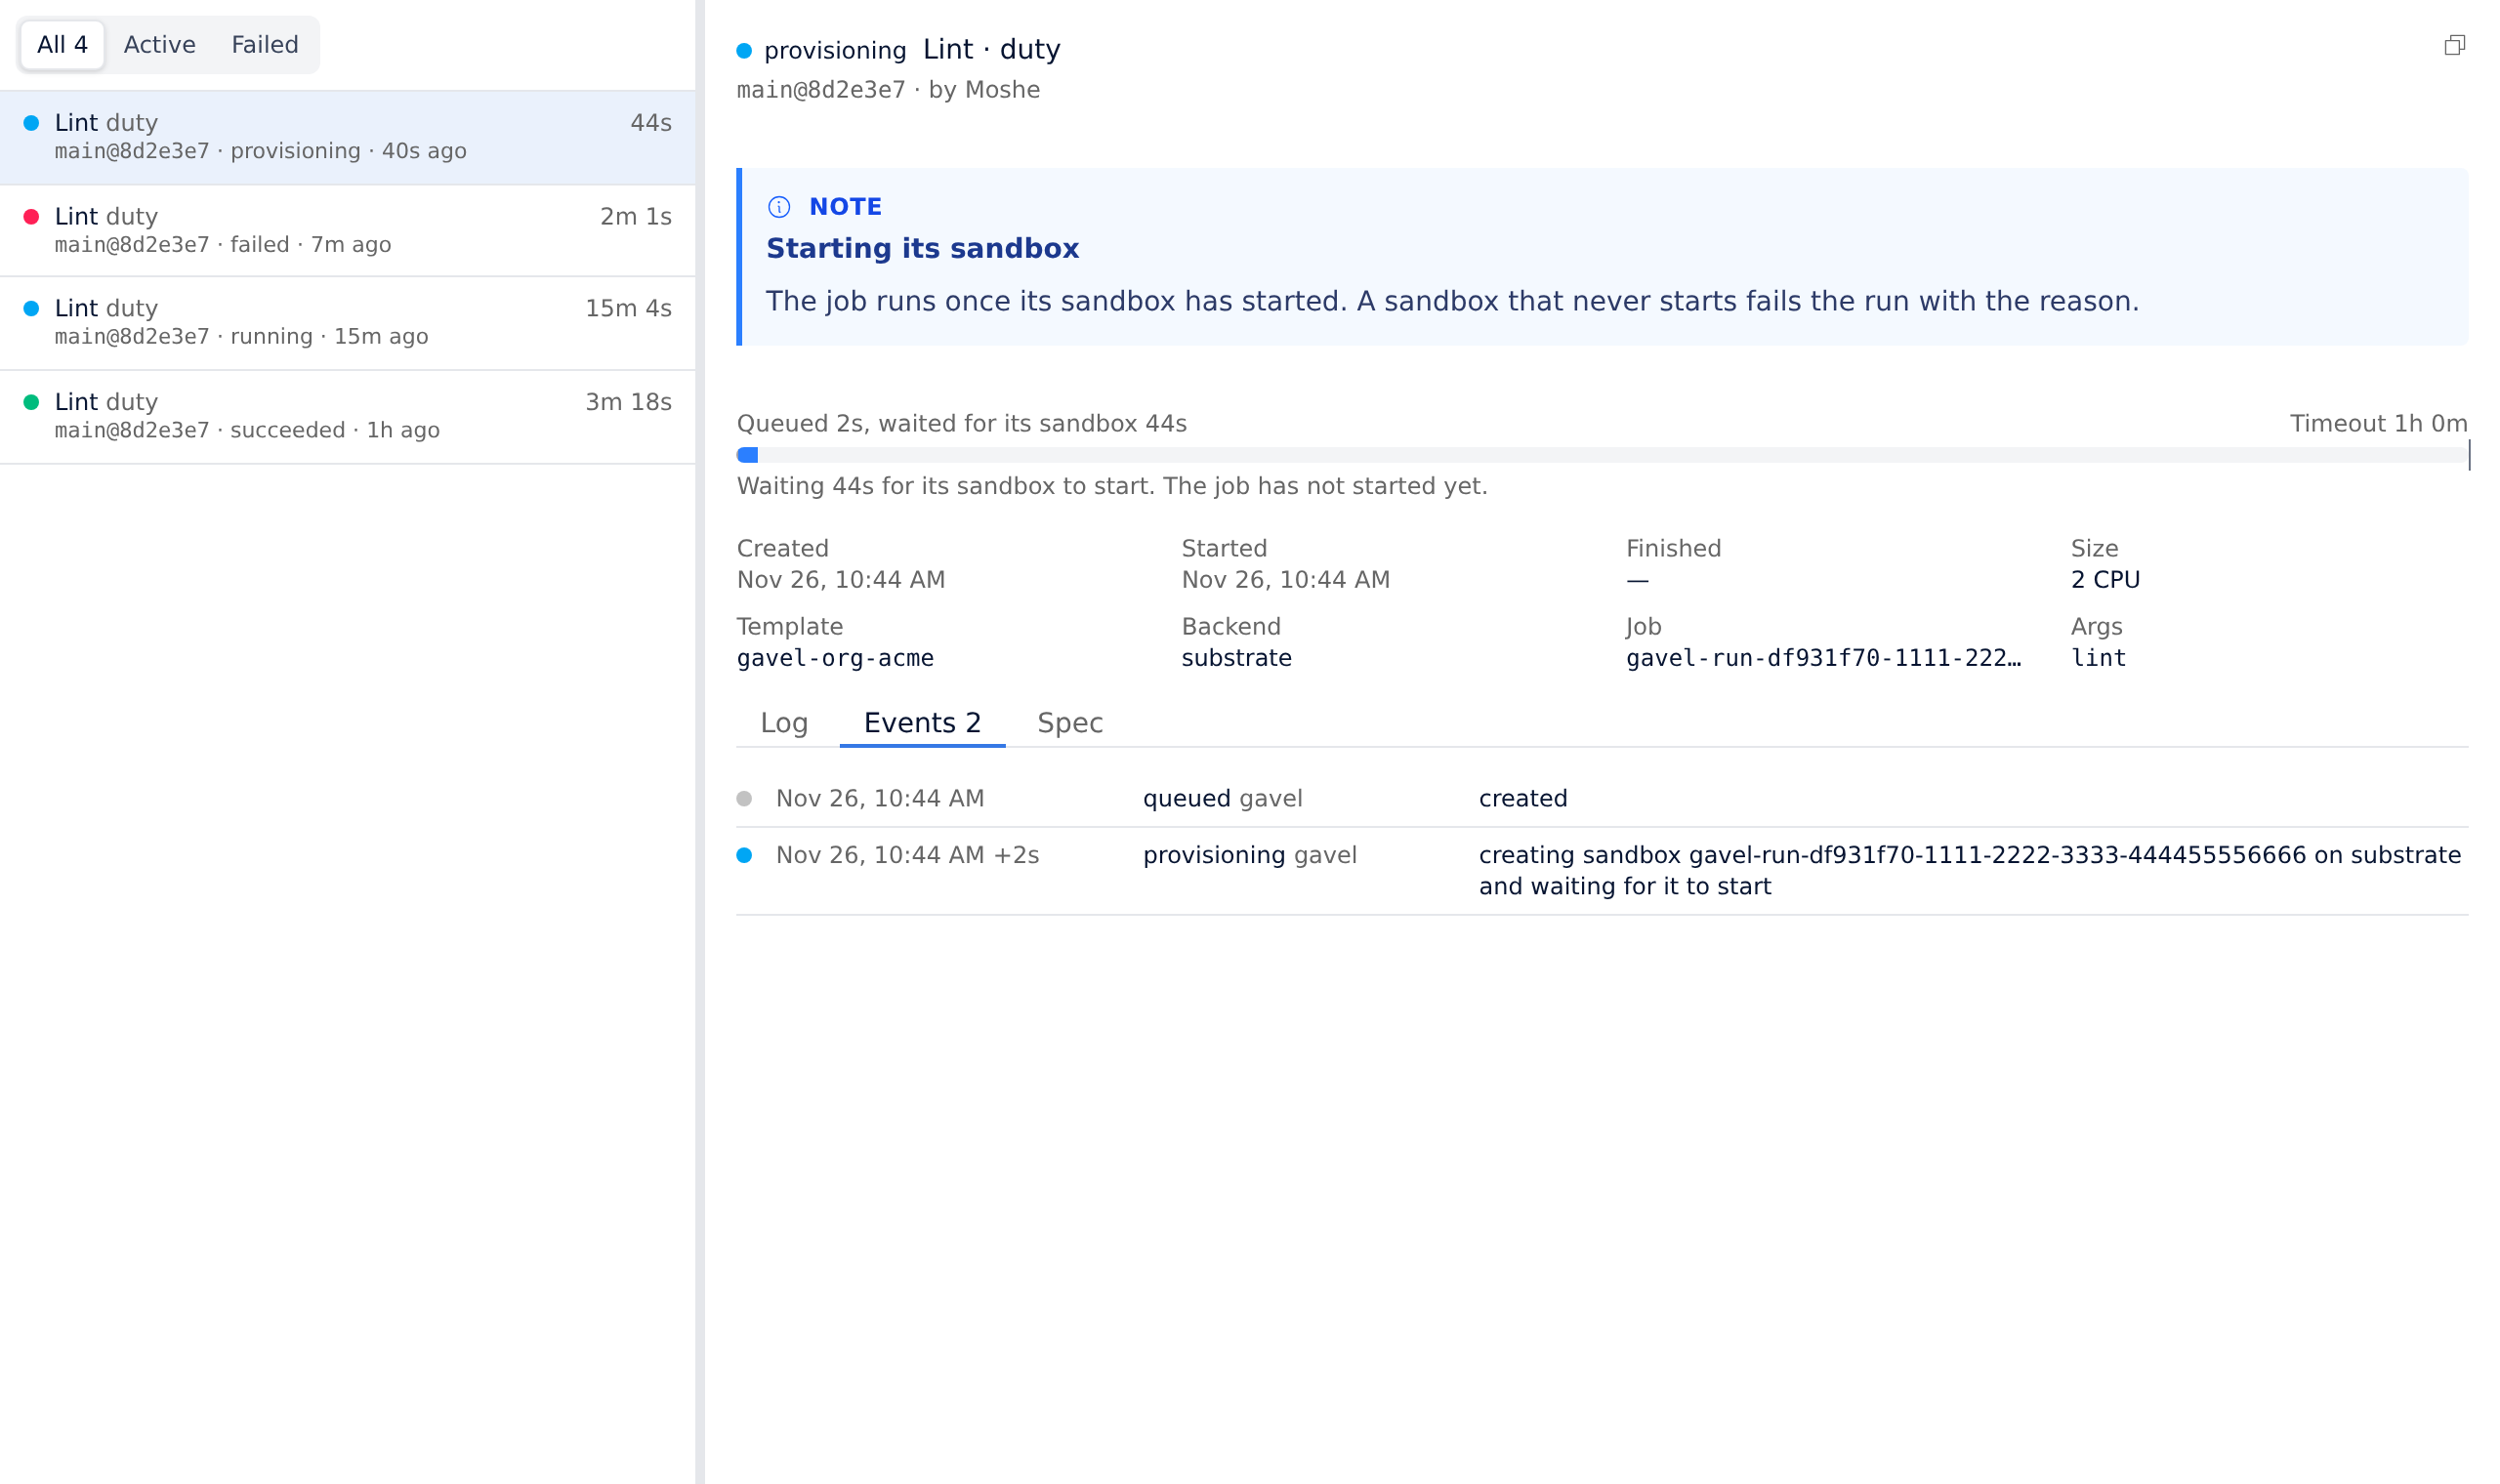 All 4 Active Failed
Lint duty 44s
main@8d2e3e7 · provisioning · 40s ago
Lint duty 2m 1s
main@8d2e3e7 · failed · 7m ago
Lint duty 15m 4s
main@8d2e3e7 · running · 15m ago
Lint duty 3m 18s
main@8d2e3e7 · succeeded · 1h ago
provisioning Lint · duty
main@8d2e3e7 · by Moshe
NOTE
Starting its sandbox
The job runs once its sandbox has started. A sandbox that never starts fails the run with the reason.
Queued 2s, waited for its sandbox 44s Timeout 1h 0m
Waiting 44s for its sandbox to start. The job has not started yet.
Created Started Finished Size
Nov 26, 10:44 AM Nov 26, 10:44 AM — 2 CPU
Template Backend Job Args
gavel-org-acme substrate gavel-run-df931f70-1111-222… lint
Log Events 2 Spec
Nov 26, 10:44 AM queued gavel created
Nov 26, 10:44 AM +2s provisioning gavel creating sandbox gavel-run-df931f70-1111-2222-3333-444455556666 on substrate
and waiting for it to start